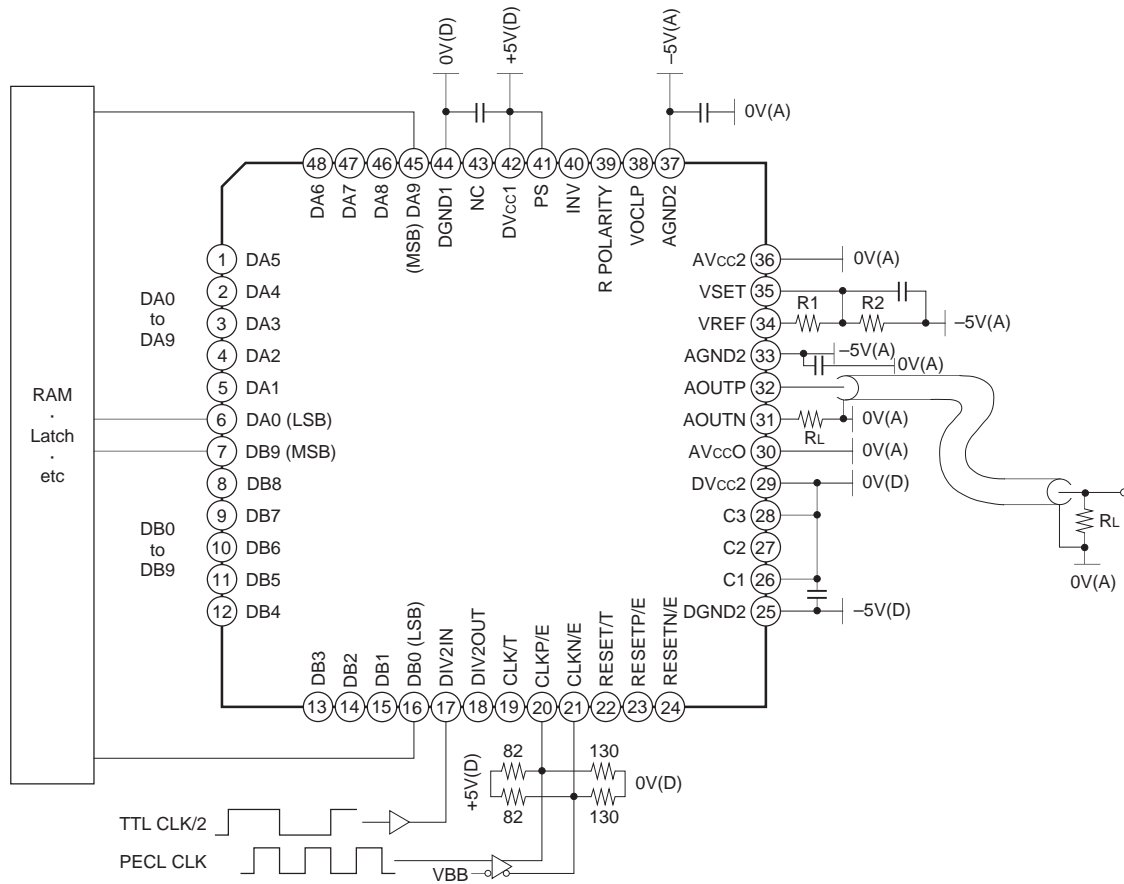 0V(D)
+5V(D)
–5V(A)
0V(A)
48 47 46 45 44 43 42 41 40 39 38 37
DA6
DA7
DA8
(MSB) DA9
DGND1
NC
DVcc1
PS
INV
R POLARITY
VOCLP
AGND2
RAM
·
Latch
·
etc
DA0
to
DA9
DB0
to
DB9
1 DA5
2 DA4
3 DA3
4 DA2
5 DA1
6 DA0 (LSB)
7 DB9 (MSB)
8 DB8
9 DB7
10 DB6
11 DB5
12 DB4
AVcc2 36 0V(A)
VSET 35
R1 R2
VREF 34 –5V(A)
AGND2 33 –5V(A)
0V(A)
AOUTP 32
AOUTN 31 0V(A)
RL
AVccO 30 0V(A)
DVcc2 29 0V(D)
C3 28
C2 27
C1 26
DGND2 25 –5V(D)
RL
0V(A)
DB3
DB2
DB1
DB0 (LSB)
DIV2IN
DIV2OUT
CLK/T
CLKP/E
CLKN/E
RESET/T
RESETP/E
RESETN/E
13 14 15 16 17 18 19 20 21 22 23 24
82 130
+5V(D) 0V(D)
82 130
TTL CLK/2
PECL CLK
VBB